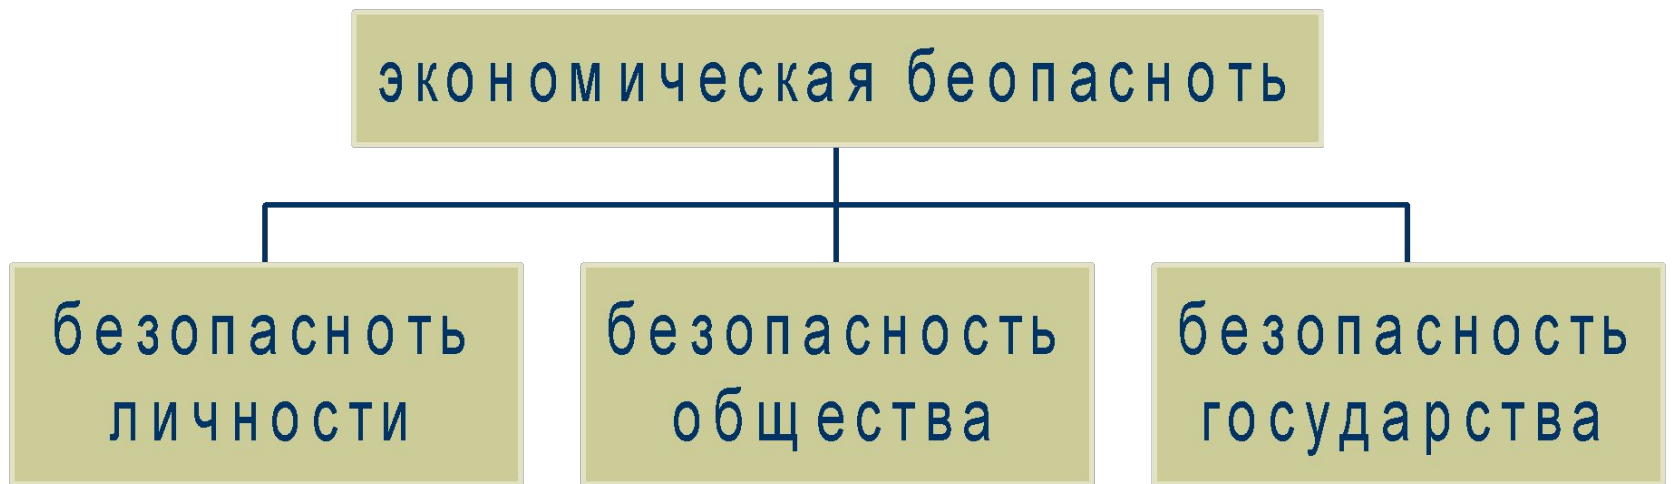 экономическая беопасноть
безопасноть
личности
безопасность
общества
безопасность
государства